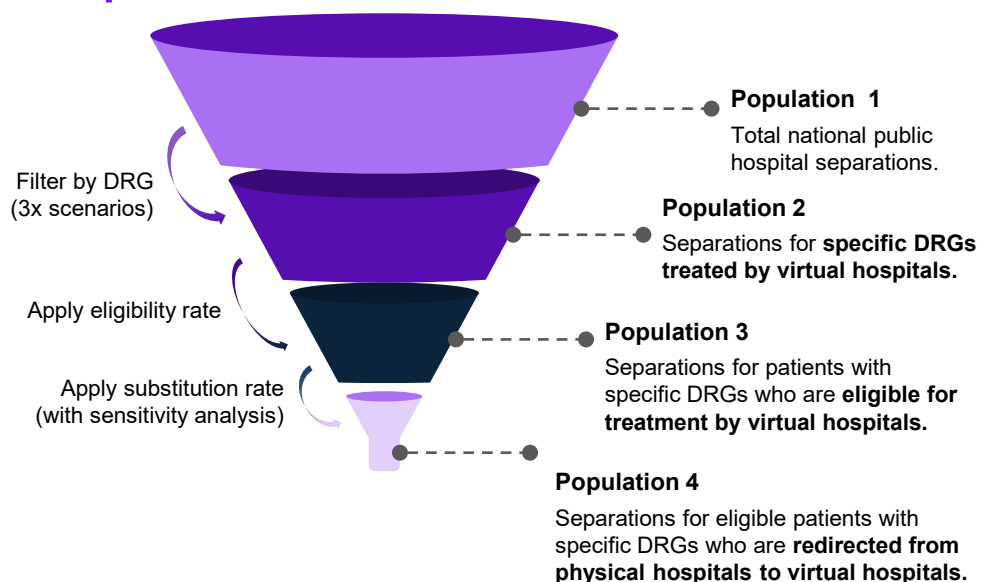 Population 1
Total national public
hospital separations.
Filter by DRG
(3x scenarios)
Population 2
Separations for specific DRGs
treated by virtual hospitals.
Apply eligibility rate
Population 3
Separations for patients with
specific DRGs who are eligible for
treatment by virtual hospitals.
Apply substitution rate
(with sensitivity analysis)
Population 4
Separations for eligible patients with
specific DRGs who are redirected from
physical hospitals to virtual hospitals.